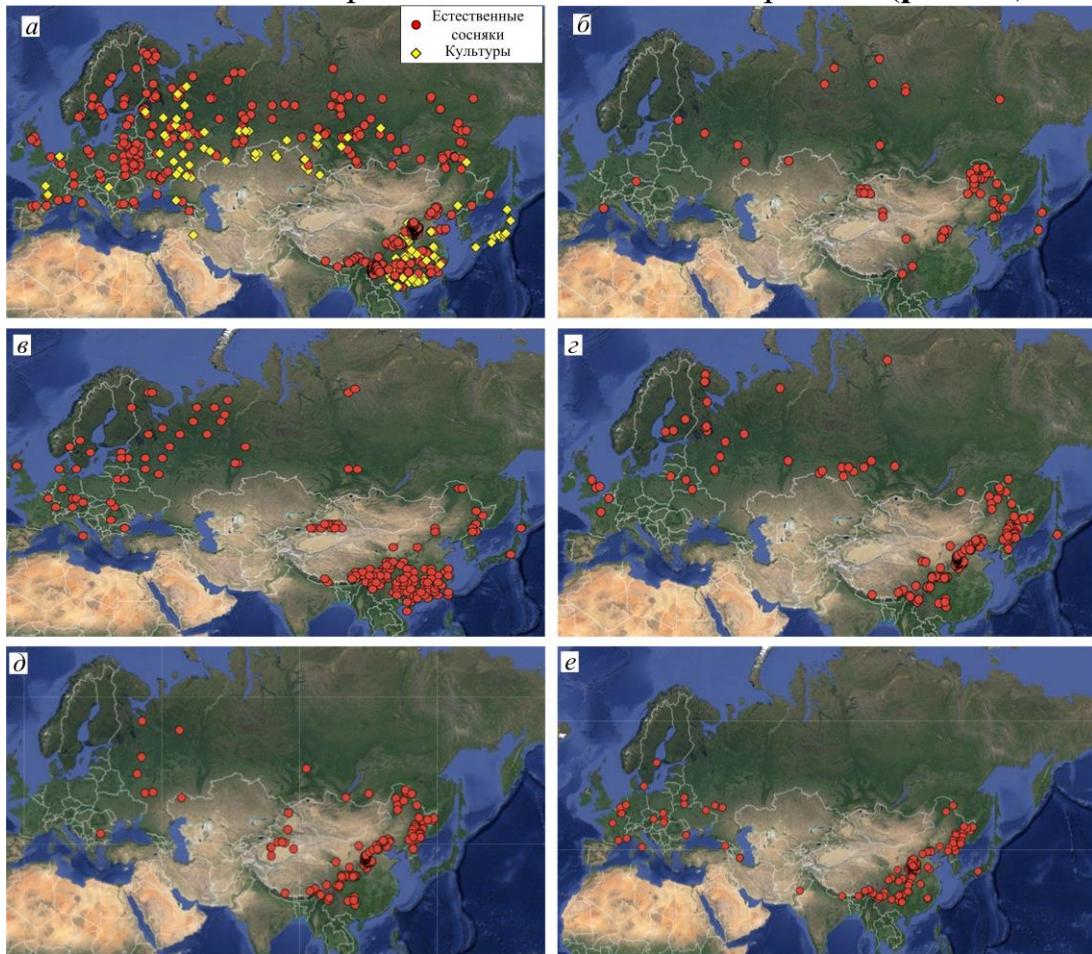 а
Естественные
сосняки
Культуры
б
в
г
д
е